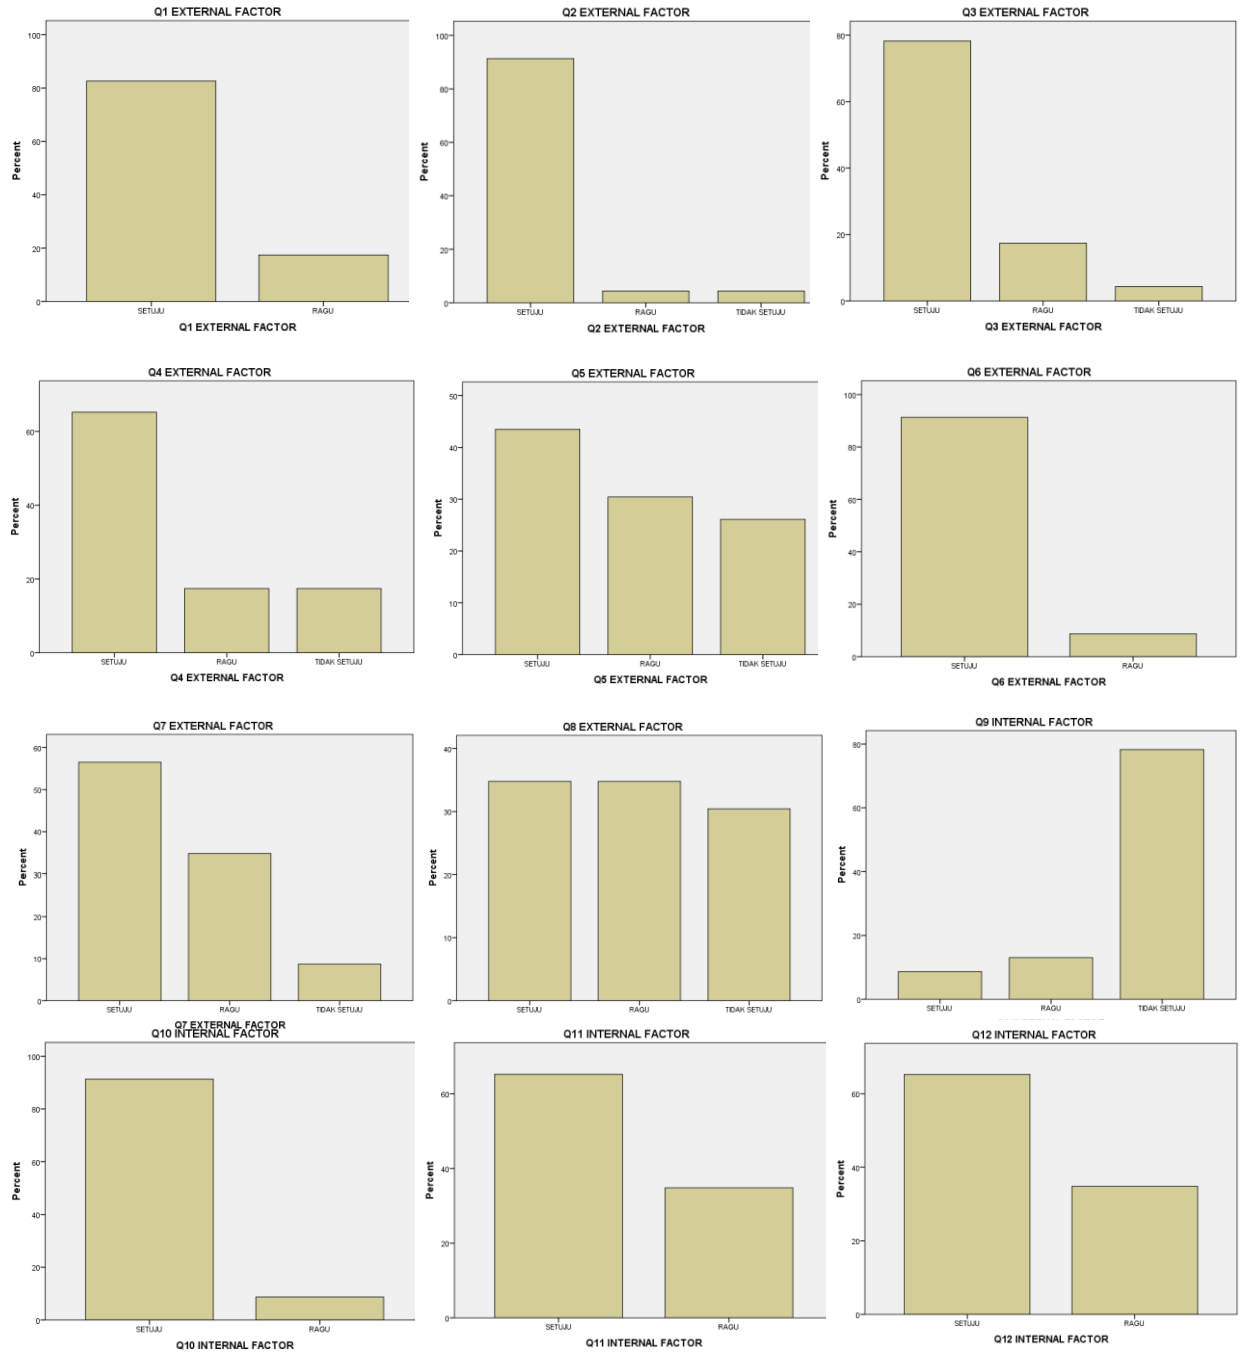 Q1 EXTERNAL FACTOR
Percent
100
80
60
40
20
0
SETUJU RAGU
Q1 EXTERNAL FACTOR
Q2 EXTERNAL FACTOR
Percent
100
80
60
40
20
0
SETUJU RAGU TIDAK SETUJU
Q2 EXTERNAL FACTOR
Q3 EXTERNAL FACTOR
Percent
80
60
40
20
0
SETUJU RAGU TIDAK SETUJU
Q3 EXTERNAL FACTOR
Q4 EXTERNAL FACTOR
Percent
60
40
20
0
SETUJU RAGU TIDAK SETUJU
Q4 EXTERNAL FACTOR
Q5 EXTERNAL FACTOR
Percent
50
40
30
20
10
0
SETUJU RAGU TIDAK SETUJU
Q5 EXTERNAL FACTOR
Q6 EXTERNAL FACTOR
Percent
100
80
60
40
20
0
SETUJU RAGU
Q6 EXTERNAL FACTOR
Q7 EXTERNAL FACTOR
Percent
60
50
40
30
20
10
0
SETUJU RAGU TIDAK SETUJU
Q7 EXTERNAL FACTOR
Q8 EXTERNAL FACTOR
Percent
40
30
20
10
0
SETUJU RAGU TIDAK SETUJU
Q9 INTERNAL FACTOR
Percent
80
60
40
20
0
SETUJU RAGU TIDAK SETUJU
Q10 INTERNAL FACTOR
Percent
100
80
60
40
20
0
SETUJU RAGU
Q10 INTERNAL FACTOR
Q11 INTERNAL FACTOR
Percent
60
40
20
0
SETUJU RAGU
Q11 INTERNAL FACTOR
Q12 INTERNAL FACTOR
Percent
60
40
20
0
SETUJU RAGU
Q12 INTERNAL FACTOR